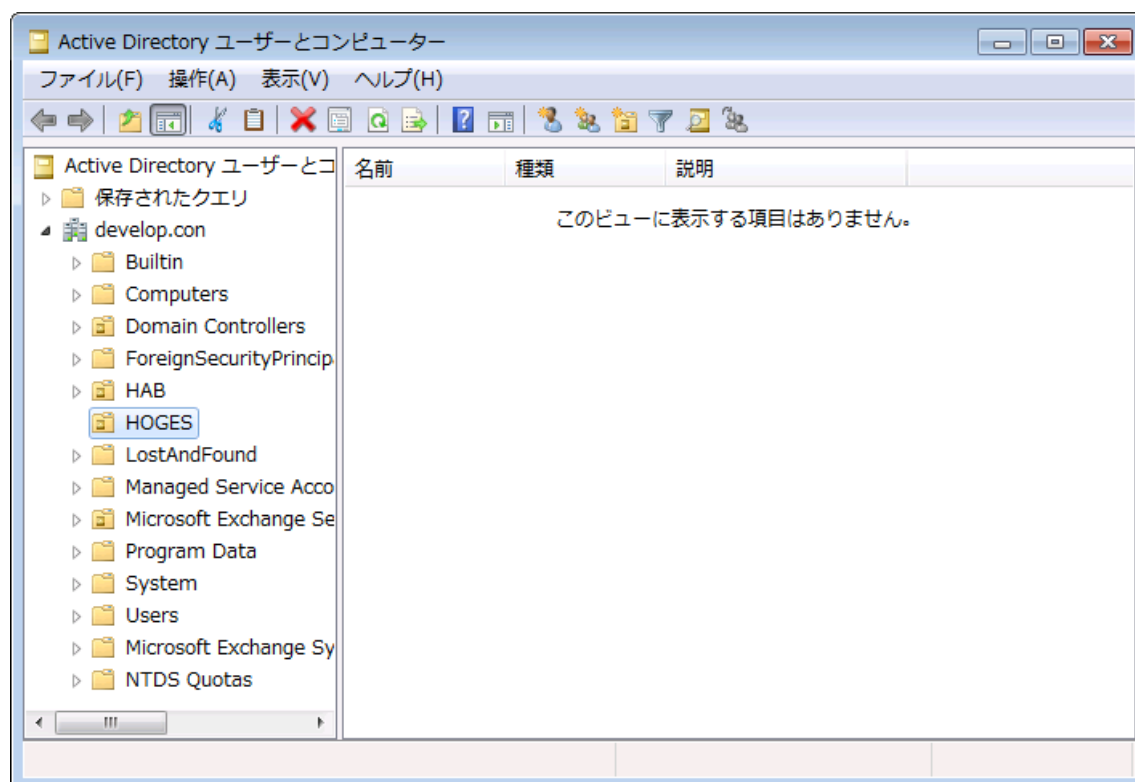 Active Directory ユーザーとコンピューター
ファイル(F) 操作(A) 表示(V) ヘルプ(H)
Active Directory ユーザーとコ
保存されたクエリ
develop.con
Builtin
Computers
Domain Controllers
ForeignSecurityPrincip
HAB
HOGES
LostAndFound
Managed Service Acco
Microsoft Exchange Se
Program Data
System
Users
Microsoft Exchange Sy
NTDS Quotas
名前 種類 説明
このビューに表示する項目はありません。